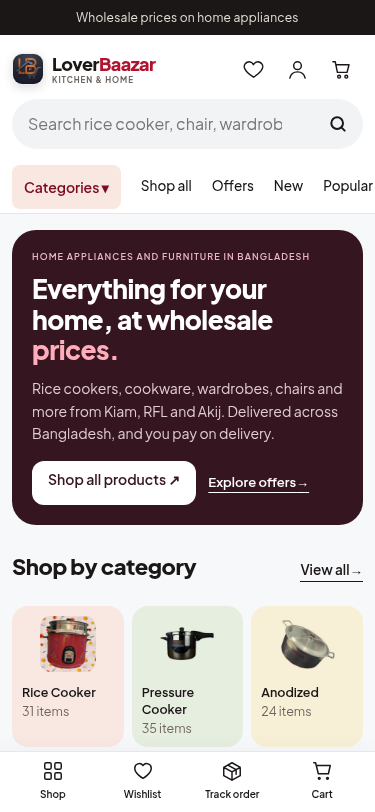 Wholesale prices on home appliances
LoverBaazar
KITCHEN & HOME
Search rice cooker, chair, wardrob
Categories ▾ Shop all Offers New Popular
HOME APPLIANCES AND FURNITURE IN BANGLADESH
Everything for your
home, at wholesale
prices.
Rice cookers, cookware, wardrobes, chairs and
more from Kiam, RFL and Akij. Delivered across
Bangladesh, and you pay on delivery.
Shop all products ↗ Explore offers→
Shop by category View all→
Rice Cooker
31 items
Pressure
Cooker
35 items
Anodized
24 items
Shop Wishlist Track order Cart